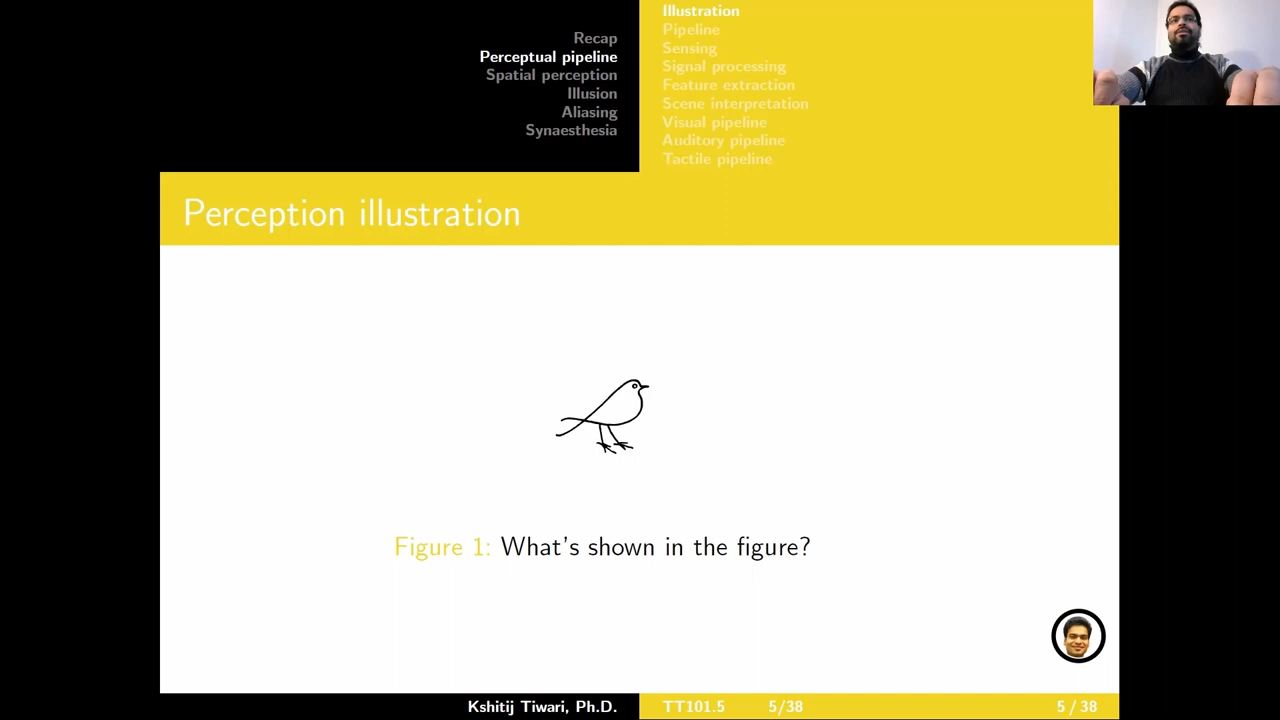 Recap
Perceptual pipeline
Spatial perception
Illusion
Aliasing
Synaesthesia
Illustration
Pipeline
Sensing
Signal processing
Feature extraction
Scene interpretation
Visual pipeline
Auditory pipeline
Tactile pipeline
Perception illustration
Figure 1: What's shown in the figure?
Kshitij Tiwari, Ph.D. TT101.5 5/38 5 / 38